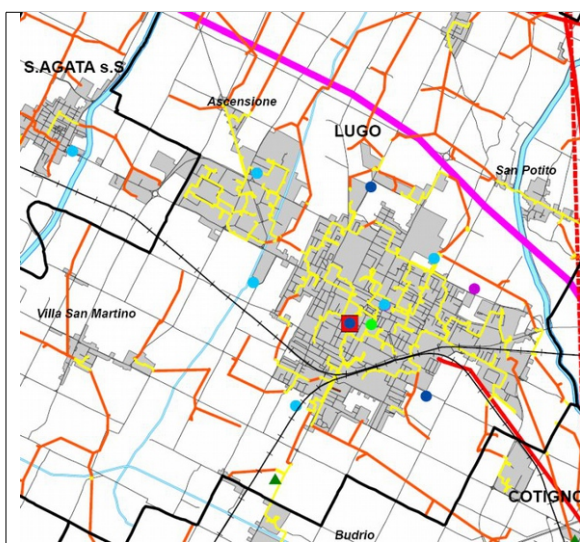 S.AGATA s.S
Ascensione
LUGO
San Potito
Villa San Martino
COTIGNO
Budrio